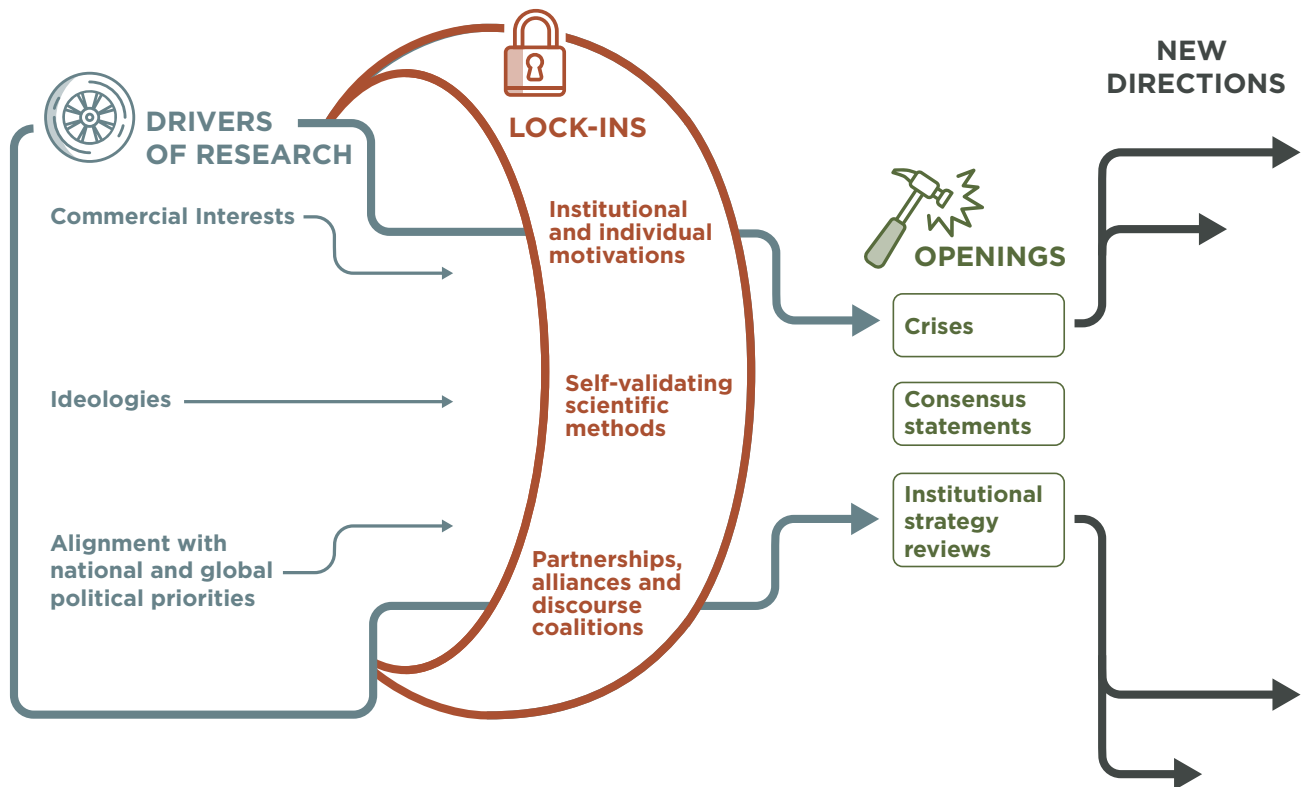 DRIVERS
OF RESEARCH
Commercial Interests
Ideologies
Alignment with
national and global
political priorities
LOCK-INS
Institutional
and individual
motivations
Self-validating
scientific
methods
Partnerships,
alliances and
discourse
coalitions
OPENINGS
Crises
Consensus
statements
Institutional
strategy
reviews
NEW
DIRECTIONS